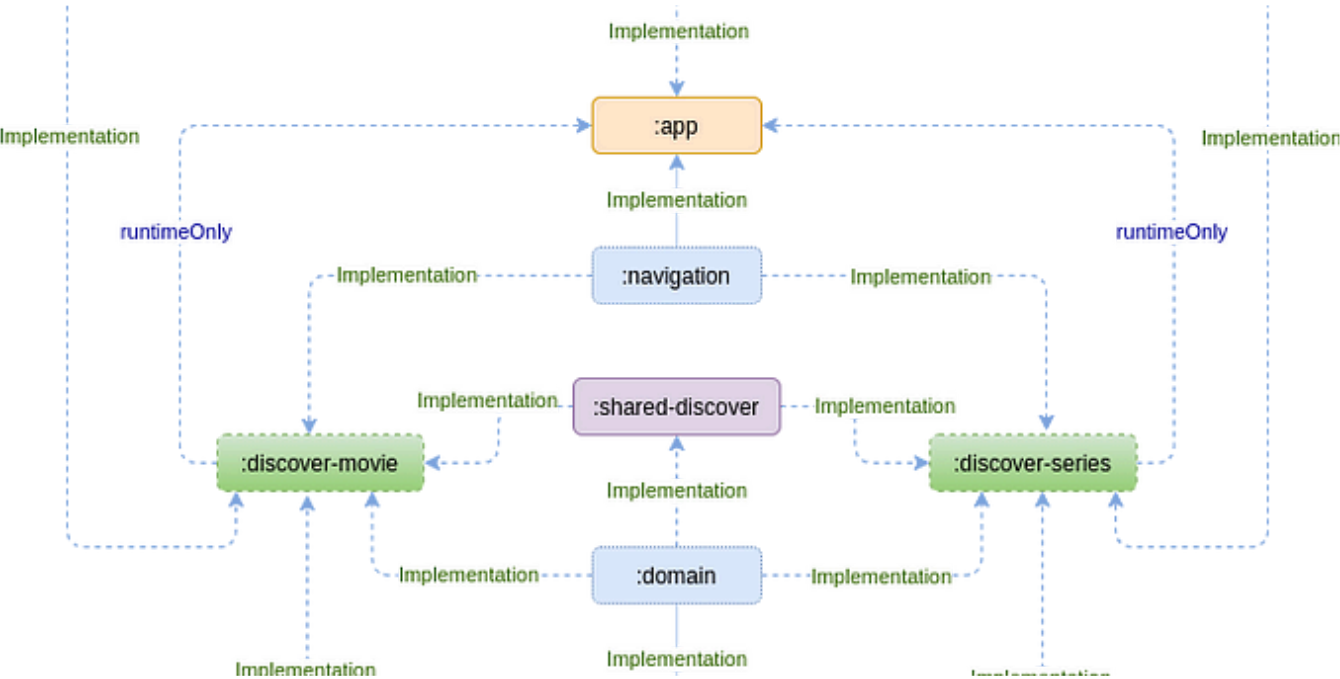 Implementation
:app
Implementation
Implementation
Implementation
runtimeOnly
runtimeOnly
Implementation
:navigation
Implementation
Implementation
:shared-discover
Implementation
:discover-movie
:discover-series
Implementation
Implementation
:domain
Implementation
Implementation
Implementation
Implementation